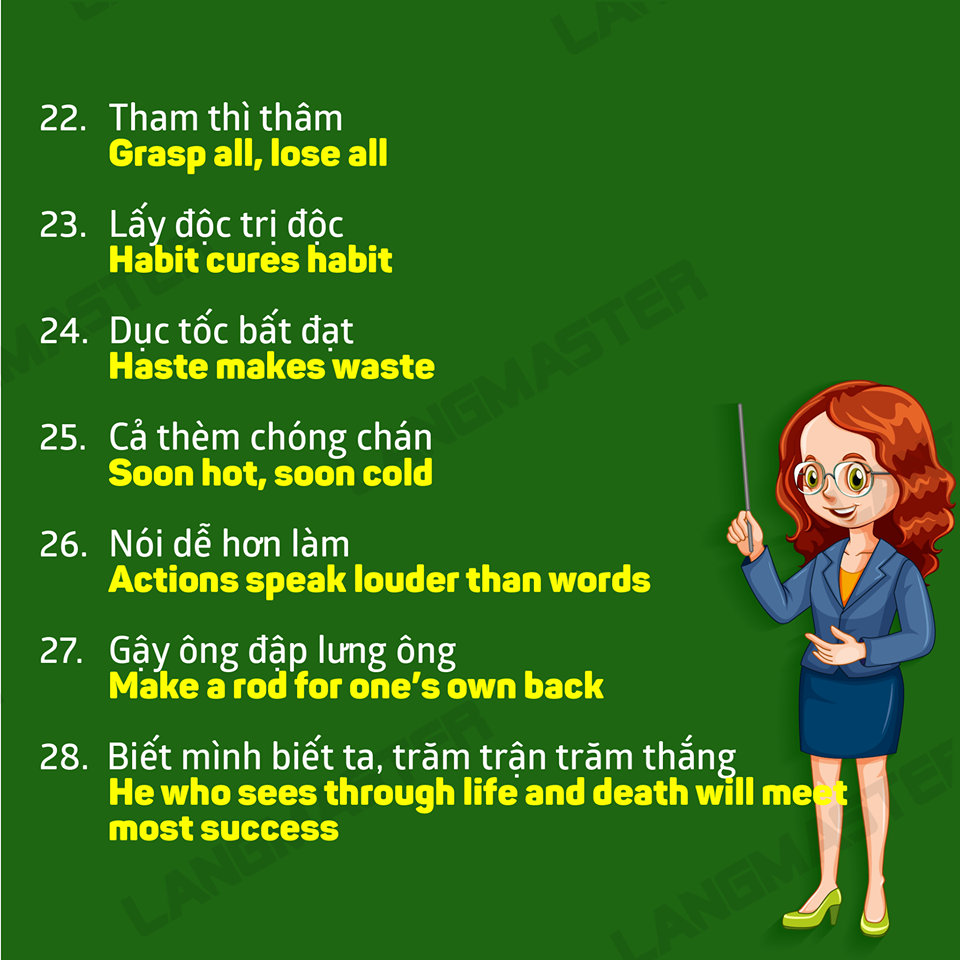 22. Tham thì thâm
Grasp all, lose all
23. Lấy độc trị độc
Habit cures habit
24. Dục tốc bất đạt
Haste makes waste
25. Cả thèm chóng chán
Soon hot, soon cold
26. Nói dễ hơn làm
Actions speak louder than words
27. Gậy ông đập lưng ông
Make a rod for one's own back
28. Biết mình biết ta, trăm trận trăm thắng
He who sees through life and death will meet
most success
LANGMASTER